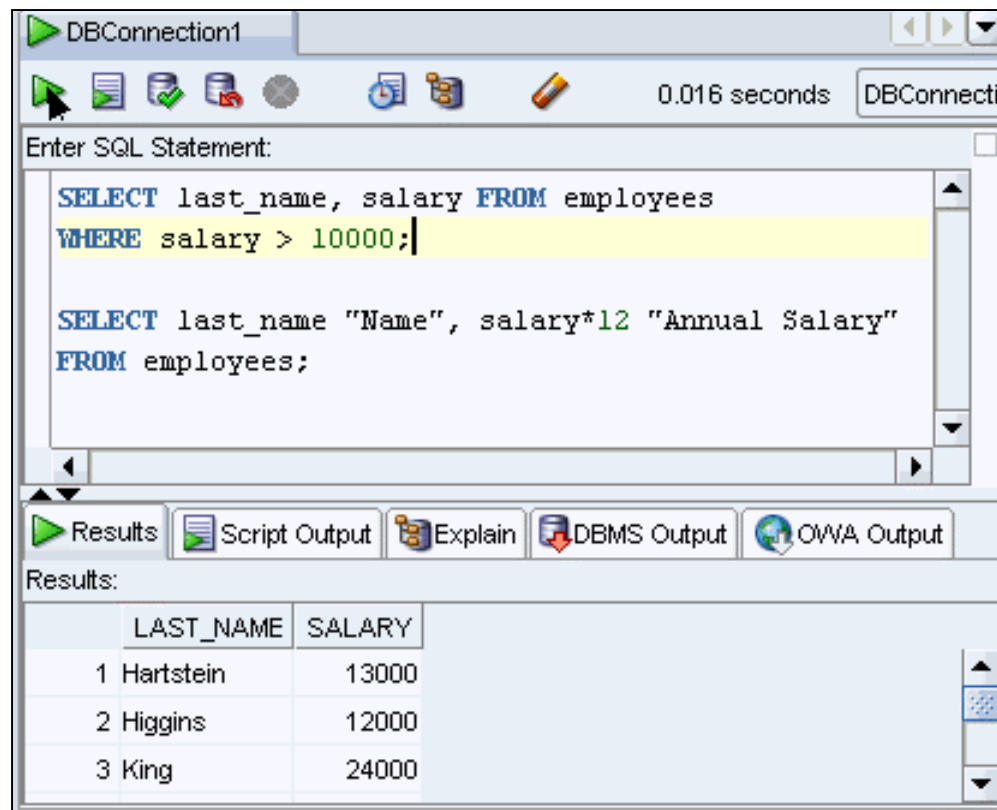 DBConnection1
0.016 seconds
DBConnecti
Enter SQL Statement:
SELECT last_name, salary FROM employees
WHERE salary > 10000;
SELECT last_name "Name", salary*12 "Annual Salary"
FROM employees;
Results Script Output Explain DBMS Output OWA Output
Results:
LAST_NAME SALARY
1 Hartstein 13000
2 Higgins 12000
3 King 24000